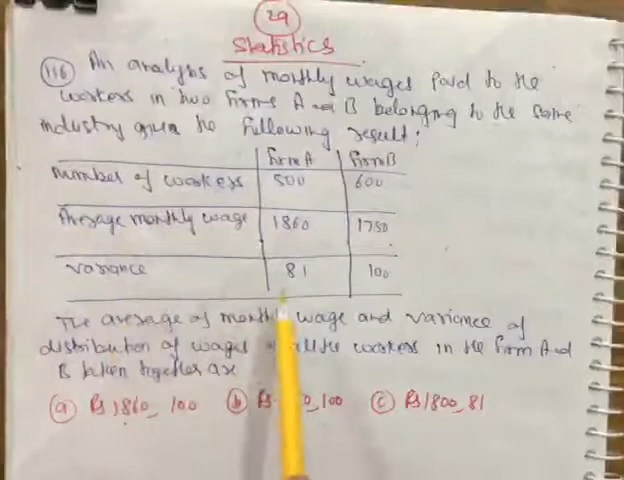 29
Statistics
116 An analysis of monthly wages paid to the
workers in two firms A and B belonging to the same
industry given the following result:
Firm A Firm B
Number of workers 500 600
Average monthly wage 1860 1750
variance 81 100
The average of monthly wage and variance of
distribution of wages all the workers in the firm A and
B taken together are
(a) Rs 1860, 100 (b) Rs 0,100 (c) Rs 1800, 81